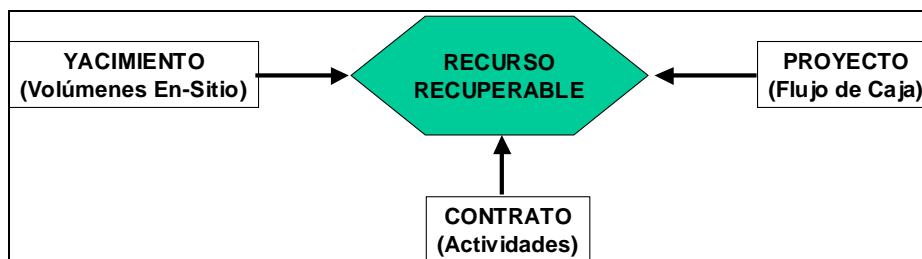 YACIMIENTO
(Volúmenes En-Sitio)
RECURSO
RECUPERABLE
PROYECTO
(Flujo de Caja)
CONTRATO
(Actividades)